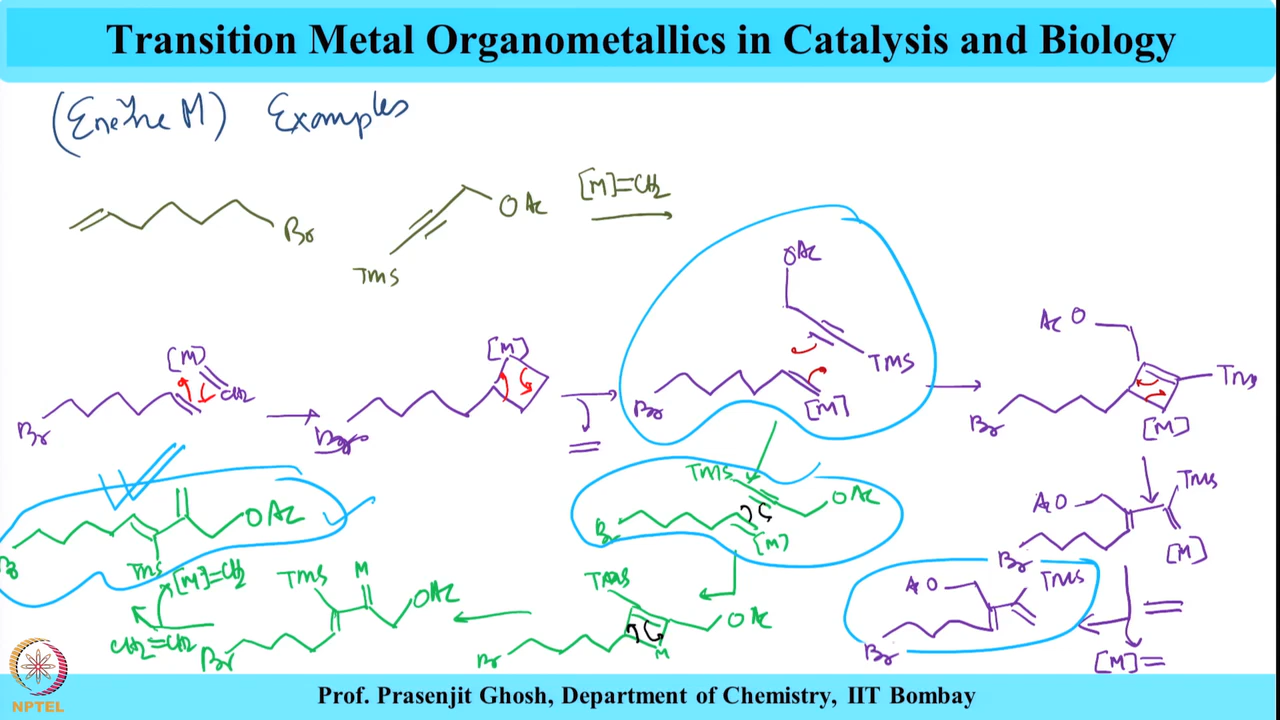 Transition Metal Organometallics in Catalysis and Biology
(Eneyne M) Examples
Br
TMS
OAc
[M]=CH2
[M]
CH2
Br
[M]
Br
OAc
TMS
Br
[M]
AcO
TMS
Br
[M]
TMS
OAc
Br
[M]
AcO
TMS
Br
[M]
OAc
TMS
Br
[M]=CH2
CH2=CH2
TMS
M
OAc
Br
TMS
OAc
Br
M
AcO
TMS
Br
[M]=
NPTEL
Prof. Prasenjit Ghosh, Department of Chemistry, IIT Bombay